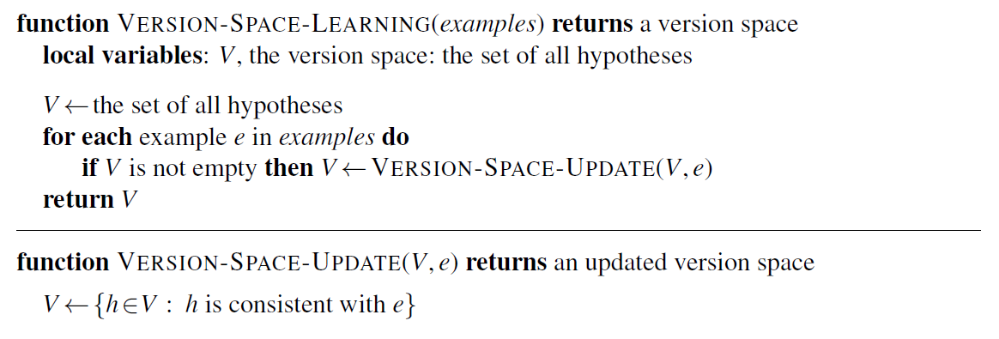 function VERSION-SPACE-LEARNING(examples) returns a version space
local variables: V, the version space: the set of all hypotheses
V ← the set of all hypotheses
for each example e in examples do
if V is not empty then V ← VERSION-SPACE-UPDATE(V, e)
return V
function VERSION-SPACE-UPDATE(V, e) returns an updated version space
V ← {h ∈ V : h is consistent with e}